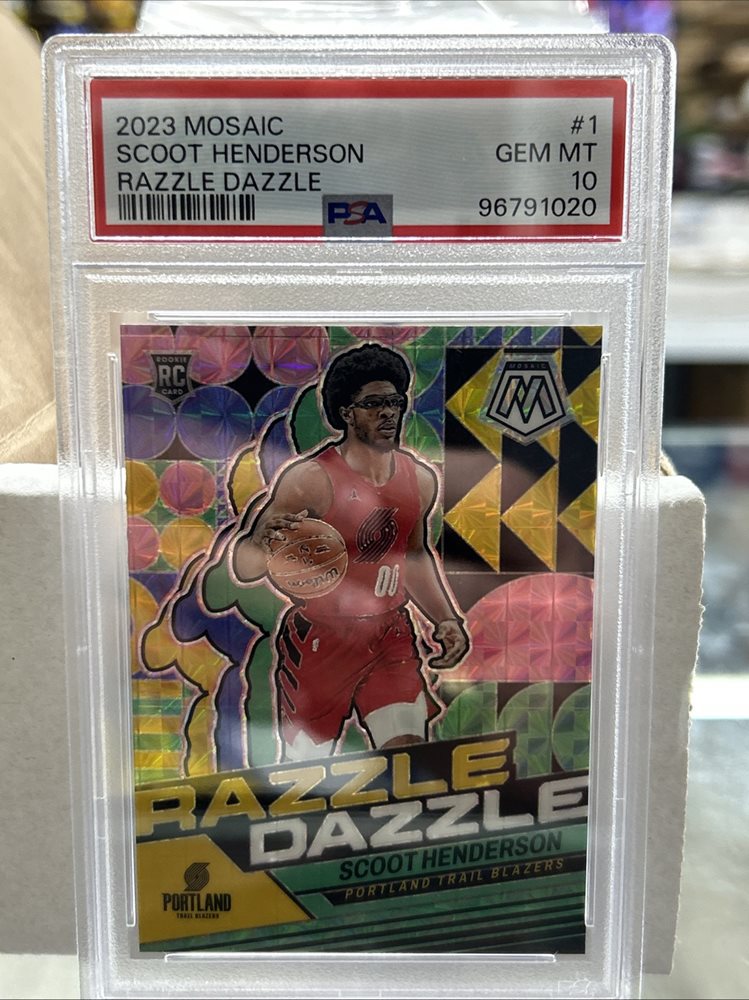 2023 MOSAIC #1
SCOOT HENDERSON GEM MT
RAZZLE DAZZLE 10
PSA 96791020
ROOKIE
RC
CARD
MOSAIC
M
Wilson
00
RAZZLE
DAZZLE
SCOOT HENDERSON
PORTLAND TRAIL BLAZERS
PORTLAND
TRAIL BLAZERS